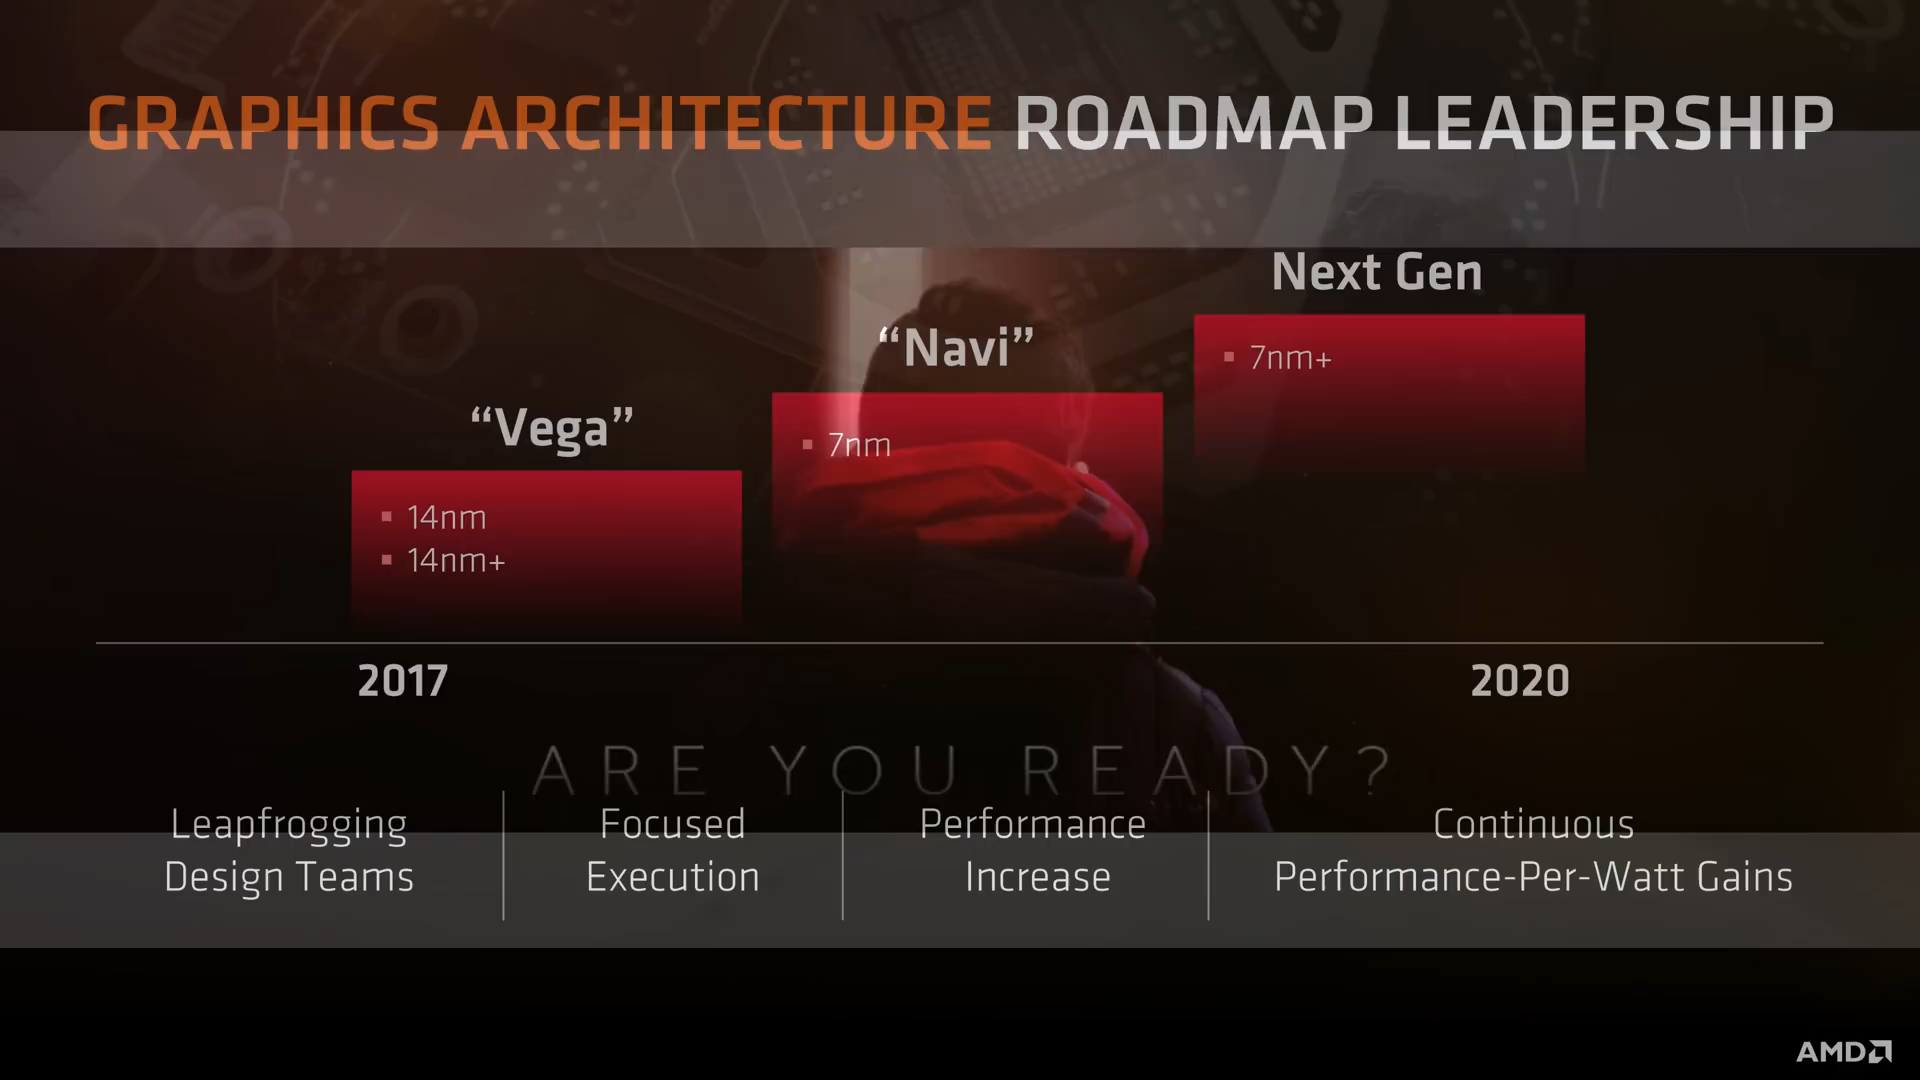 GRAPHICS ARCHITECTURE ROADMAP LEADERSHIP
Next Gen
▪ 7nm+
“Navi”
▪ 7nm
“Vega”
▪ 14nm
▪ 14nm+
2017
2020
ARE YOU READY?
Leapfrogging
Design Teams
Focused
Execution
Performance
Increase
Continuous
Performance-Per-Watt Gains
AMD